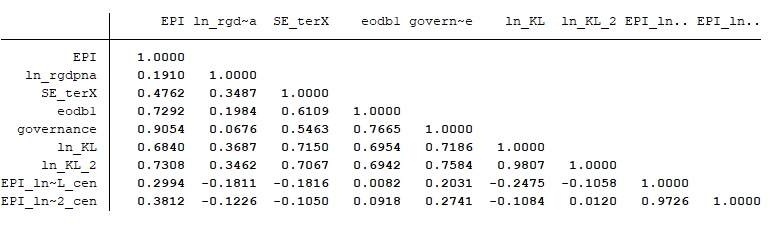 EPI ln_rgd~a SE_terX eodbl govern~e ln_KL ln_KL_2 EPI_ln.. EPI_ln..
EPI 1.0000
ln_rgdpna 0.1910 1.0000
SE_terX 0.4762 0.3487 1.0000
eodbl 0.7292 0.1984 0.6109 1.0000
governance 0.9054 0.0676 0.5463 0.7665 1.0000
ln_KL 0.6840 0.3687 0.7150 0.6954 0.7186 1.0000
ln_KL_2 0.7308 0.3462 0.7067 0.6942 0.7584 0.9807 1.0000
EPI_ln~L_cen 0.2994 -0.1811 -0.1816 0.0082 0.2031 -0.2475 -0.1058 1.0000
EPI_ln~2_cen 0.3812 -0.1226 -0.1050 0.0918 0.2741 -0.1084 0.0120 0.9726 1.0000